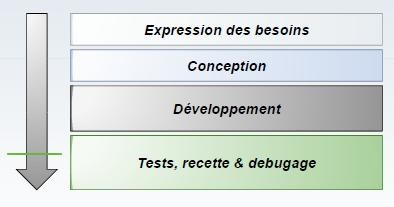 Expression des besoins
Conception
Développement
Tests, recette & debugage